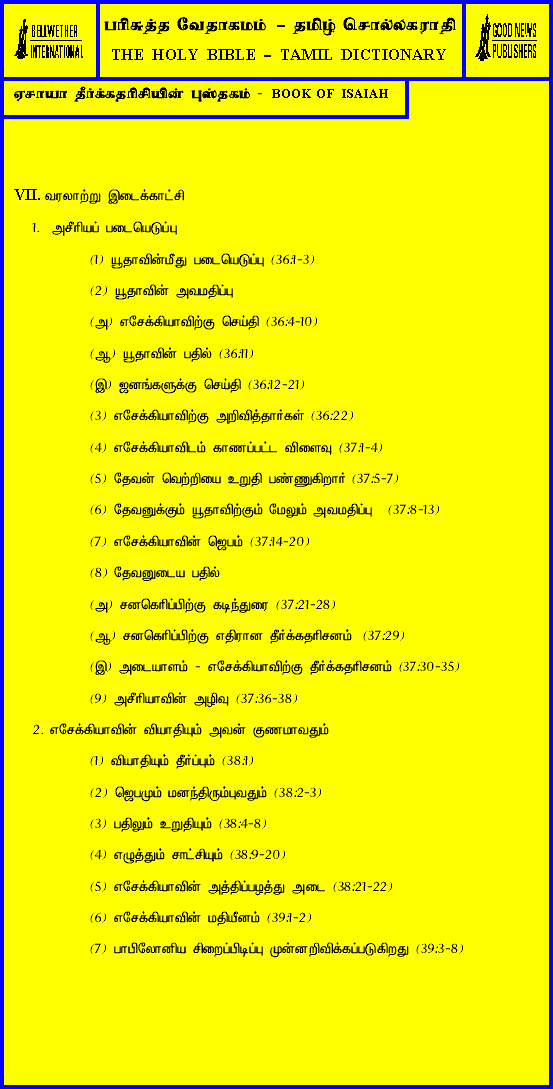 BELLWETHER
INTERNATIONAL
பரிசுத்த வேதாகமம் – தமிழ் சொல்லகராதி
THE HOLY BIBLE – TAMIL DICTIONARY
GOOD NEWS
PUBLISHERS
ஏசாயா தீர்க்கதரிசியின் புஸ்தகம் - BOOK OF ISAIAH
VII. வரலாற்று இடைக்காட்சி
1. அசீரியப் படையெடுப்பு
(1) யூதாவின்மீது படையெடுப்பு (36:1-3)
(2) யூதாவின் அவமதிப்பு
(அ) எசேக்கியாவிற்கு செய்தி (36:4-10)
(ஆ) யூதாவின் பதில் (36:11)
(இ) ஜனங்களுக்கு செய்தி (36:12-21)
(3) எசேக்கியாவிற்கு அறிவித்தார்கள் (36:22)
(4) எசேக்கியாவிடம் காணப்பட்ட விளைவு (37:1-4)
(5) தேவன் வெற்றியை உறுதி பண்ணுகிறார் (37:5-7)
(6) தேவனுக்கும் யூதாவிற்கும் மேலும் அவமதிப்பு (37:8-13)
(7) எசேக்கியாவின் ஜெபம் (37:14-20)
(8) தேவனுடைய பதில்
(அ) சனகெரிப்பிற்கு கடிந்துரை (37:21-28)
(ஆ) சனகெரிப்பிற்கு எதிரான தீர்க்கதரிசனம் (37:29)
(இ) அடையாளம் - எசேக்கியாவிற்கு தீர்க்கதரிசனம் (37:30-35)
(9) அசீரியாவின் அழிவு (37:36-38)
2. எசேக்கியாவின் வியாதியும் அவன் குணமாவதும்
(1) வியாதியும் தீர்ப்பும் (38:1)
(2) ஜெபமும் மனந்திரும்புவதும் (38:2-3)
(3) பதிலும் உறுதியும் (38:4-8)
(4) எழுத்தும் சாட்சியும் (38:9-20)
(5) எசேக்கியாவின் அத்திப்பழத்து அடை (38:21-22)
(6) எசேக்கியாவின் மதியீனம் (39:1-2)
(7) பாபிலோனிய சிறைப்பிடிப்பு முன்னறிவிக்கப்படுகிறது (39:3-8)